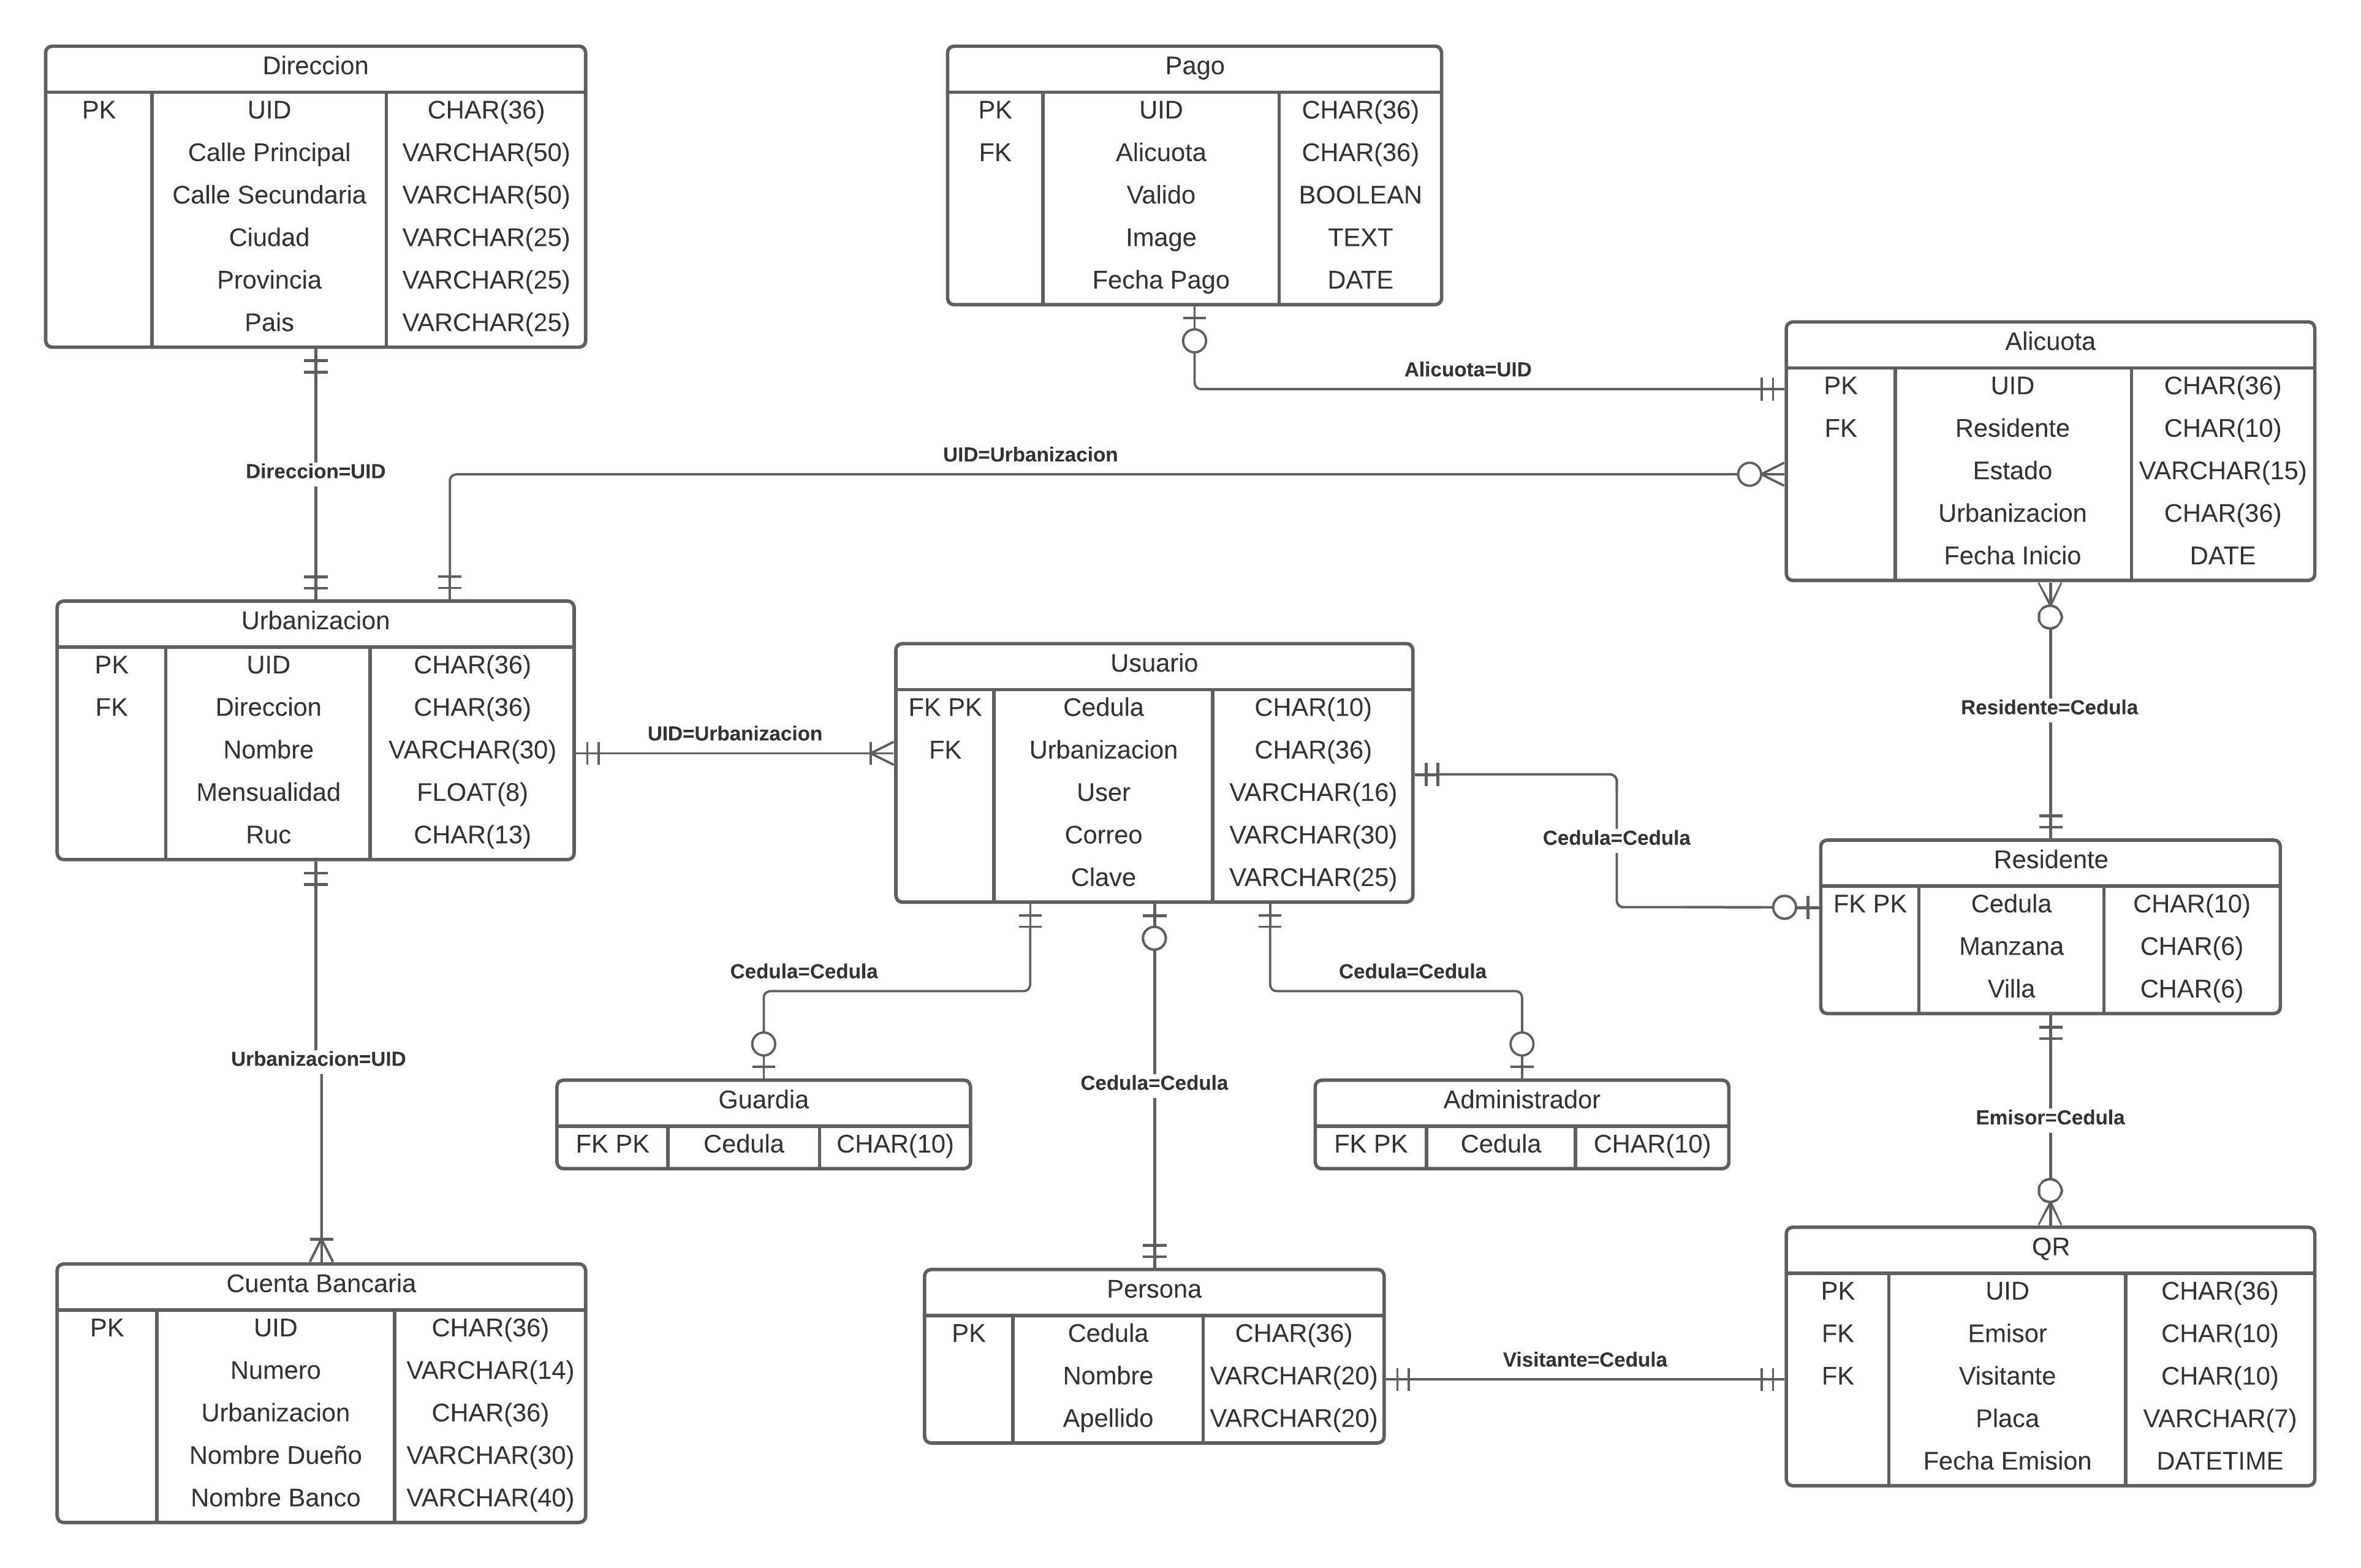 Direccion
PK UID CHAR(36)
Calle Principal VARCHAR(50)
Calle Secundaria VARCHAR(50)
Ciudad VARCHAR(25)
Provincia VARCHAR(25)
Pais VARCHAR(25)
Pago
PK UID CHAR(36)
FK Alicuota CHAR(36)
Valido BOOLEAN
Image TEXT
Fecha Pago DATE
Alicuota=UID
Alicuota
PK UID CHAR(36)
FK Residente CHAR(10)
Estado VARCHAR(15)
Urbanizacion CHAR(36)
Fecha Inicio DATE
UID=Urbanizacion
Direccion=UID
Urbanizacion
PK UID CHAR(36)
FK Direccion CHAR(36)
Nombre VARCHAR(30)
Mensualidad FLOAT(8)
Ruc CHAR(13)
UID=Urbanizacion
Usuario
FK PK Cedula CHAR(10)
FK Urbanizacion CHAR(36)
User VARCHAR(16)
Correo VARCHAR(30)
Clave VARCHAR(25)
Residente=Cedula
Cedula=Cedula
Residente
FK PK Cedula CHAR(10)
Manzana CHAR(6)
Villa CHAR(6)
Cedula=Cedula
Cedula=Cedula
Urbanizacion=UID
Guardia
FK PK Cedula CHAR(10)
Cedula=Cedula
Administrador
FK PK Cedula CHAR(10)
Emisor=Cedula
Cuenta Bancaria
PK UID CHAR(36)
Numero VARCHAR(14)
Urbanizacion CHAR(36)
Nombre Dueño VARCHAR(30)
Nombre Banco VARCHAR(40)
Persona
PK Cedula CHAR(36)
Nombre VARCHAR(20)
Apellido VARCHAR(20)
Visitante=Cedula
QR
PK UID CHAR(36)
FK Emisor CHAR(10)
FK Visitante CHAR(10)
Placa VARCHAR(7)
Fecha Emision DATETIME